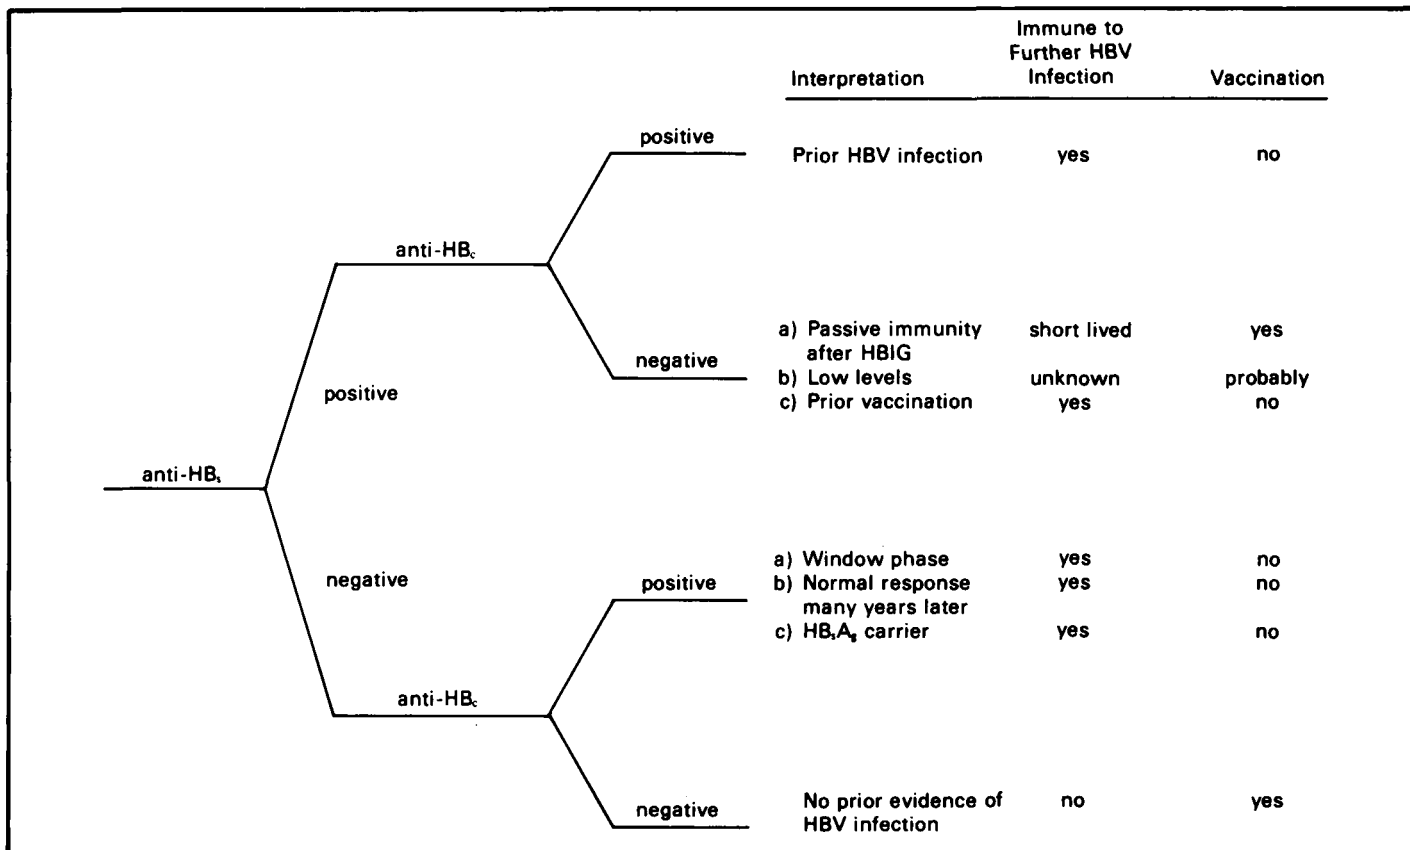 Immune to
Further HBV
Interpretation Infection Vaccination
positive
Prior HBV infection yes no
anti-HBc
a) Passive immunity short lived yes
after HBIG
negative
b) Low levels unknown probably
positive
c) Prior vaccination yes no
anti-HBs
a) Window phase yes no
negative
positive
b) Normal response yes no
many years later
c) HBsAg carrier yes no
anti-HBc
No prior evidence of no yes
negative
HBV infection